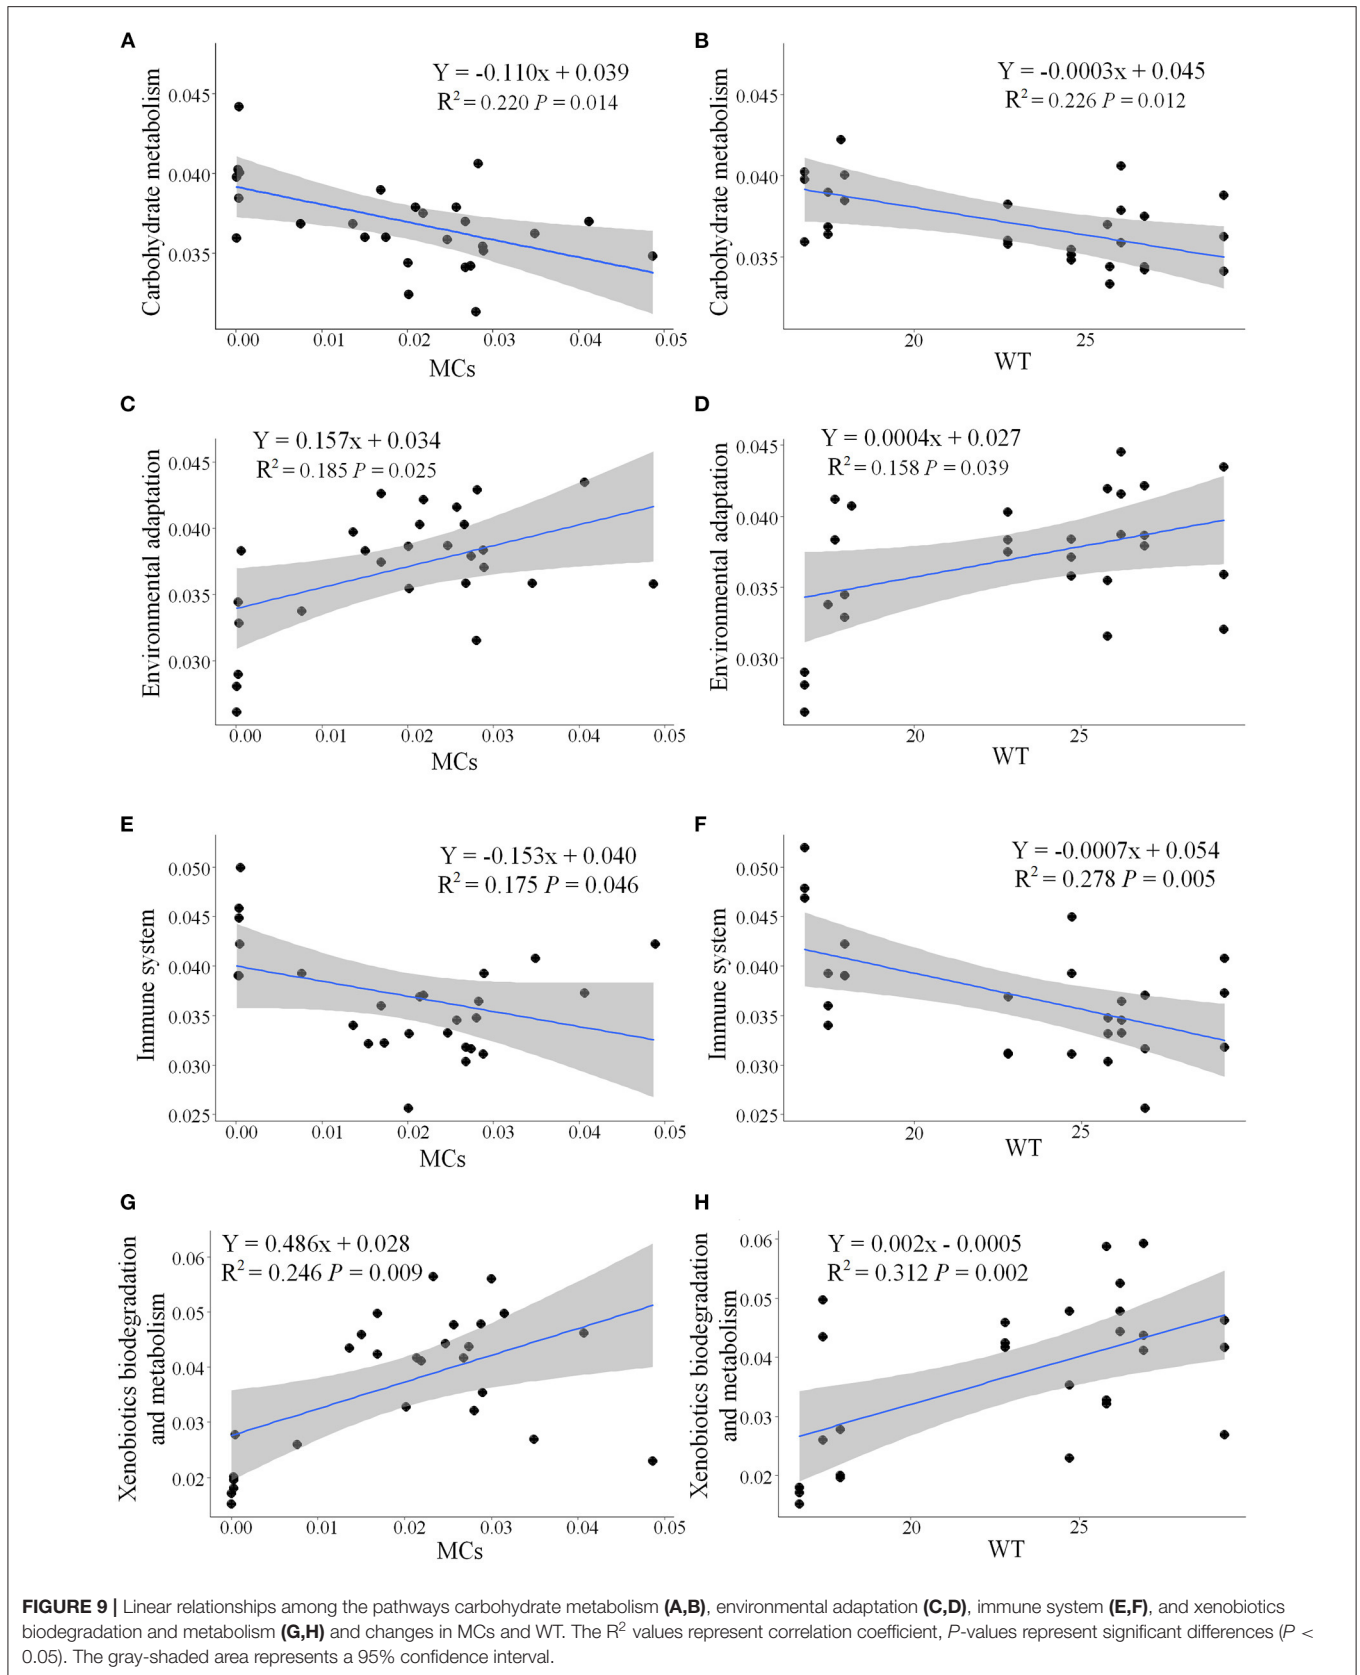 A
Y = -0.110x + 0.039
R² = 0.220 P = 0.014
Carbohydrate metabolism
0.045
0.040
0.035
0.00 0.01 0.02 0.03 0.04 0.05
MCs
B
Y = -0.0003x + 0.045
R² = 0.226 P = 0.012
Carbohydrate metabolism
0.045
0.040
0.035
20 25
WT
C
Y = 0.157x + 0.034
R² = 0.185 P = 0.025
Environmental adaptation
0.045
0.040
0.035
0.030
0.00 0.01 0.02 0.03 0.04 0.05
MCs
D
Y = 0.0004x + 0.027
R² = 0.158 P = 0.039
Environmental adaptation
0.045
0.040
0.035
0.030
20 25
WT
E
Y = -0.153x + 0.040
R² = 0.175 P = 0.046
Immune system
0.050
0.045
0.040
0.035
0.030
0.025
0.00 0.01 0.02 0.03 0.04 0.05
MCs
F
Y = -0.0007x + 0.054
R² = 0.278 P = 0.005
Immune system
0.050
0.045
0.040
0.035
0.030
0.025
20 25
WT
G
Y = 0.486x + 0.028
R² = 0.246 P = 0.009
Xenobiotics biodegradation
and metabolism
0.06
0.05
0.04
0.03
0.02
0.00 0.01 0.02 0.03 0.04 0.05
MCs
H
Y = 0.002x - 0.0005
R² = 0.312 P = 0.002
Xenobiotics biodegradation
and metabolism
0.06
0.05
0.04
0.03
0.02
20 25
WT
FIGURE 9 | Linear relationships among the pathways carbohydrate metabolism (A,B), environmental adaptation (C,D), immune system (E,F), and xenobiotics
biodegradation and metabolism (G,H) and changes in MCs and WT. The R² values represent correlation coefficient, P-values represent significant differences (P <
0.05). The gray-shaded area represents a 95% confidence interval.